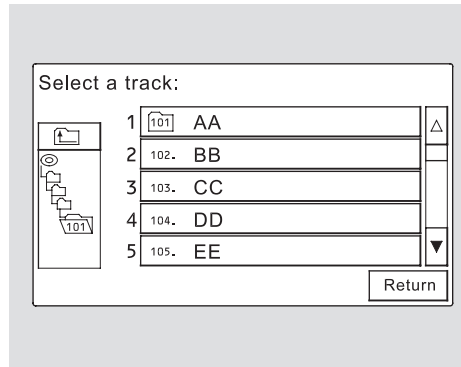 Select a track:
1 101 AA
2 102. BB
3 103. CC
4 104. DD
101
5 105. EE
Return